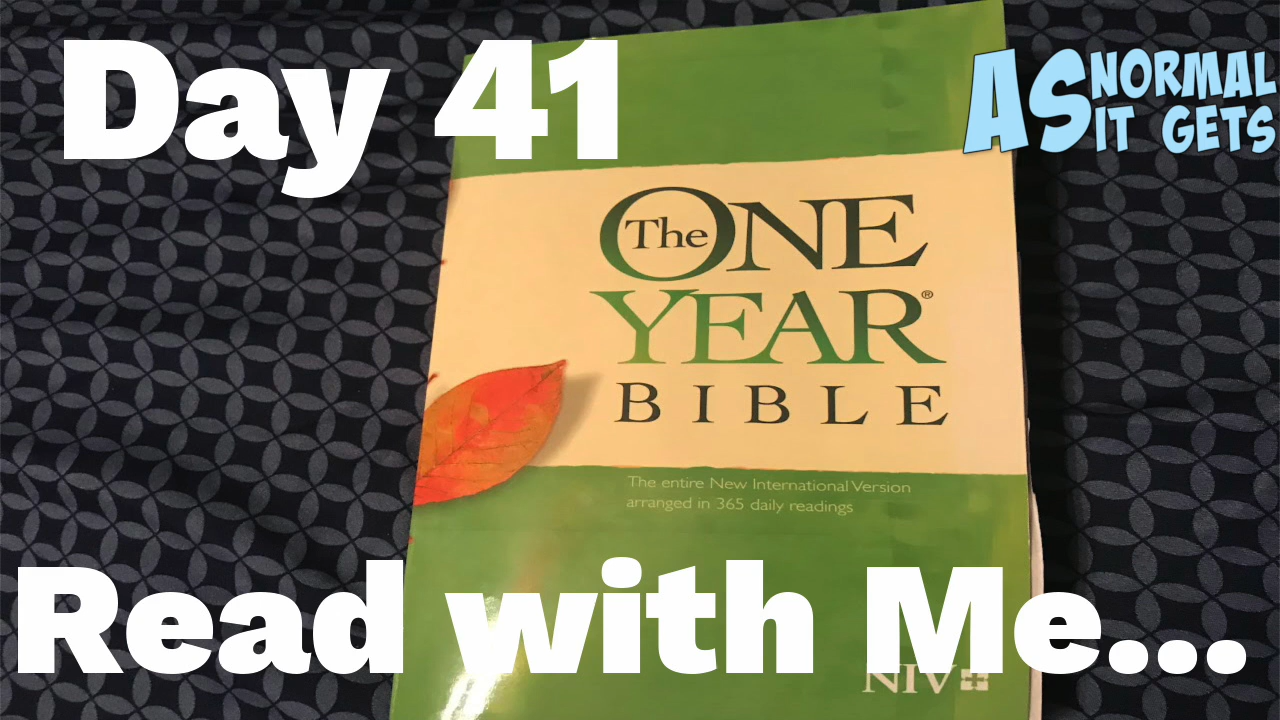 Day 41
AS NORMAL
IT GETS
The ONE
YEAR®
BIBLE
The entire New International Version
arranged in 365 daily readings
Read with Me...
NIV